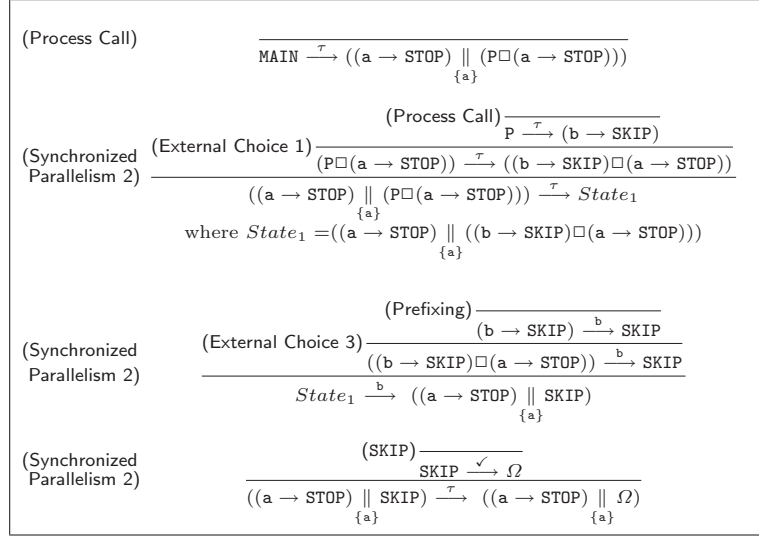 (Process Call)
MAIN —τ→ ((a → STOP) ∥{a} (P□(a → STOP)))
(Process Call)
P —τ→ (b → SKIP)
(External Choice 1)
(P□(a → STOP)) —τ→ ((b → SKIP)□(a → STOP))
(Synchronized
Parallelism 2)
((a → STOP) ∥{a} (P□(a → STOP))) —τ→ State₁
where State₁ =((a → STOP) ∥{a} ((b → SKIP)□(a → STOP)))
(Prefixing)
(b → SKIP) —b→ SKIP
(External Choice 3)
((b → SKIP)□(a → STOP)) —b→ SKIP
(Synchronized
Parallelism 2)
State₁ —b→ ((a → STOP) ∥{a} SKIP)
(SKIP)
SKIP —✓→ Ω
(Synchronized
Parallelism 2)
((a → STOP) ∥{a} SKIP) —τ→ ((a → STOP) ∥{a} Ω)